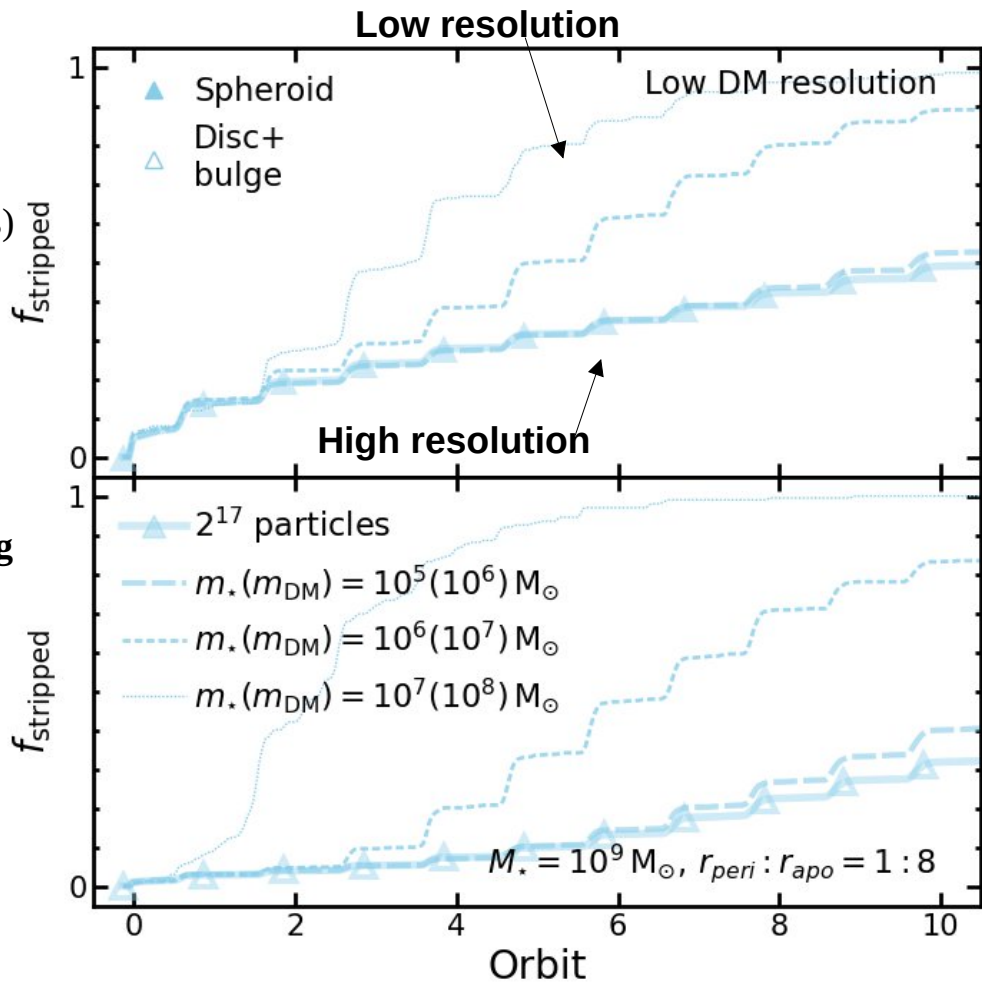 Low resolution
1
Spheroid
Low DM resolution
Disc+
bulge
)
f_stripped
High resolution
0
1
2^17 particles
g
m⋆(m_DM) = 10^5(10^6) M⊙
m⋆(m_DM) = 10^6(10^7) M⊙
m⋆(m_DM) = 10^7(10^8) M⊙
f_stripped
M⋆ = 10^9 M⊙, r_peri : r_apo = 1 : 8
0
0 2 4 6 8 10
Orbit